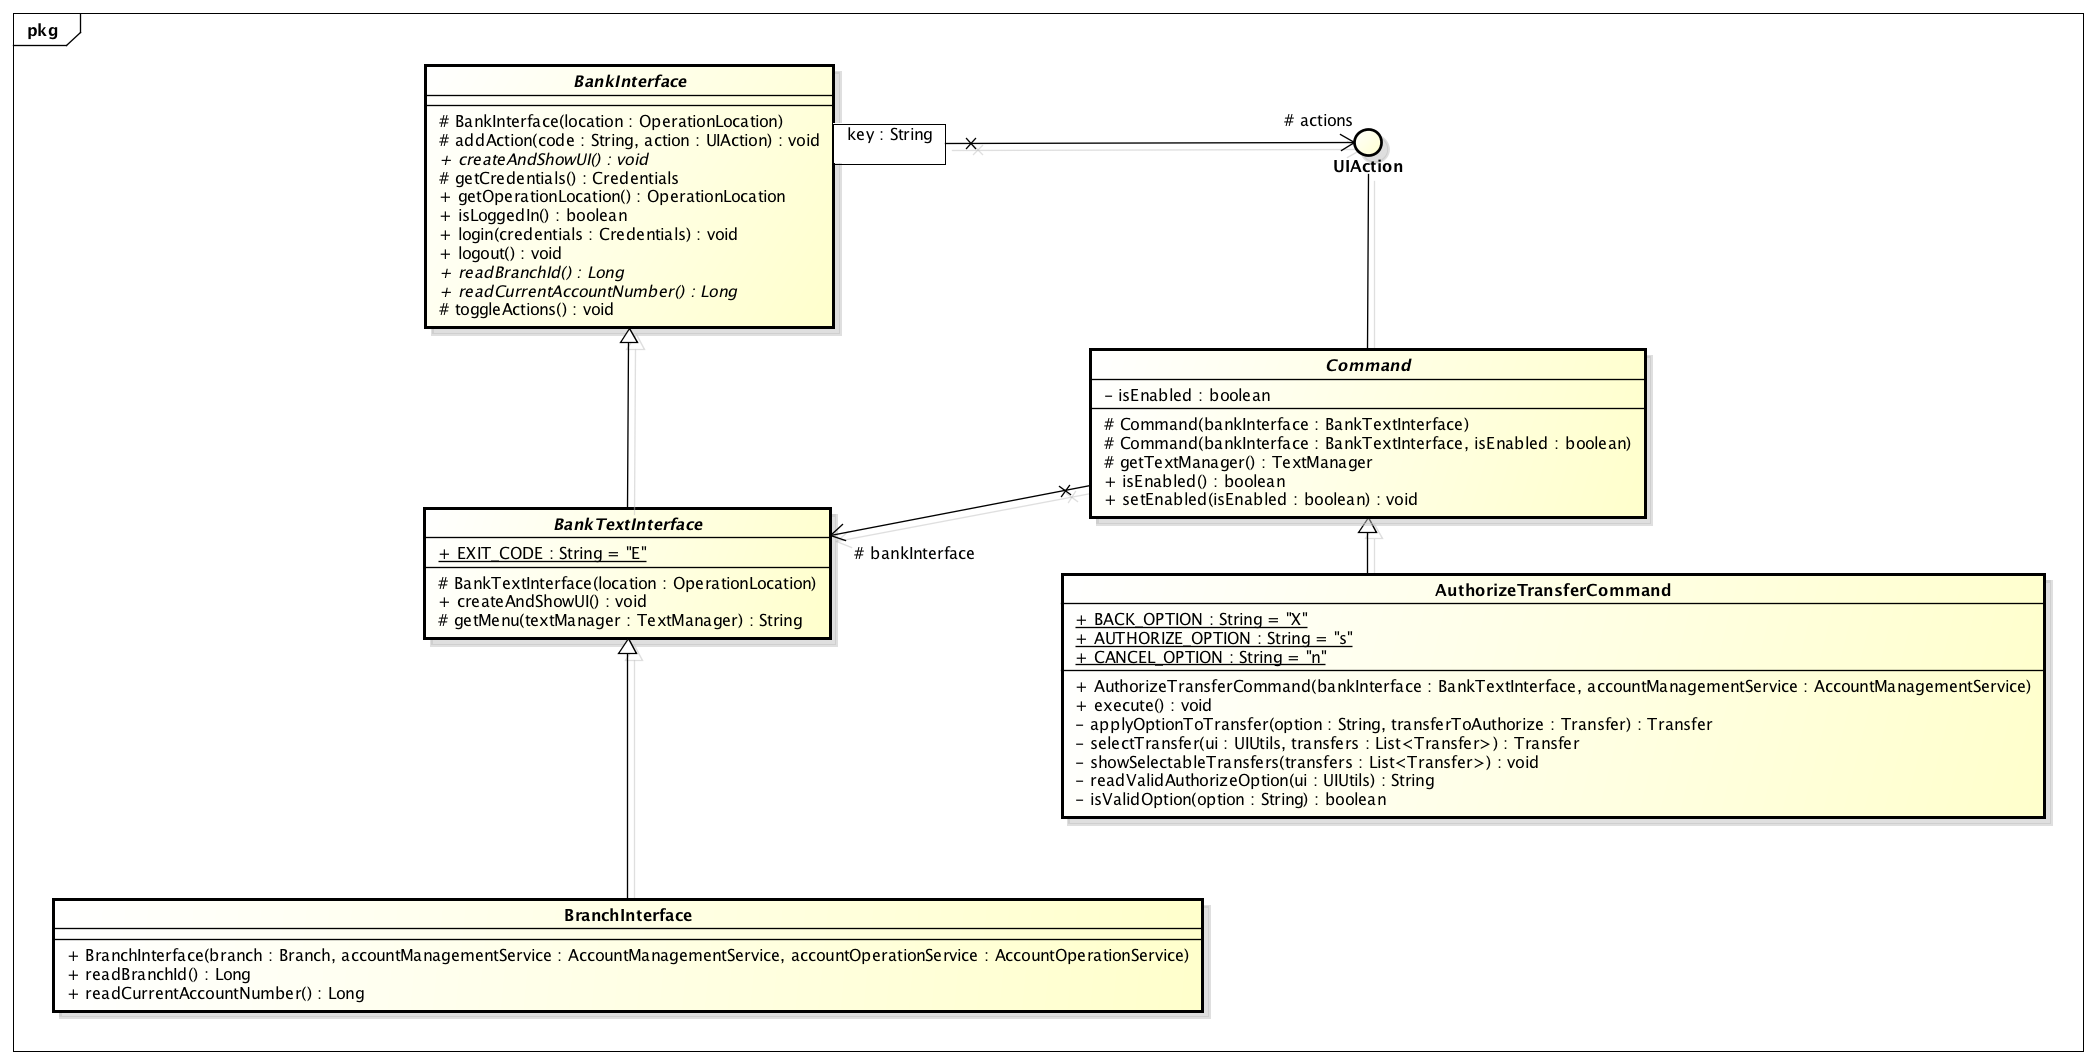 pkg
BankInterface
# BankInterface(location : OperationLocation)
# addAction(code : String, action : UIAction) : void
+ createAndShowUI() : void
# getCredentials() : Credentials
+ getOperationLocation() : OperationLocation
+ isLoggedIn() : boolean
+ login(credentials : Credentials) : void
+ logout() : void
+ readBranchId() : Long
+ readCurrentAccountNumber() : Long
# toggleActions() : void
key : String
# actions
UIAction
Command
- isEnabled : boolean
# Command(bankInterface : BankTextInterface)
# Command(bankInterface : BankTextInterface, isEnabled : boolean)
# getTextManager() : TextManager
+ isEnabled() : boolean
+ setEnabled(isEnabled : boolean) : void
BankTextInterface
+ EXIT_CODE : String = "E"
# BankTextInterface(location : OperationLocation)
+ createAndShowUI() : void
# getMenu(textManager : TextManager) : String
# bankInterface
AuthorizeTransferCommand
+ BACK_OPTION : String = "X"
+ AUTHORIZE_OPTION : String = "s"
+ CANCEL_OPTION : String = "n"
+ AuthorizeTransferCommand(bankInterface : BankTextInterface, accountManagementService : AccountManagementService)
+ execute() : void
- applyOptionToTransfer(option : String, transferToAuthorize : Transfer) : Transfer
- selectTransfer(ui : UIUtils, transfers : List<Transfer>) : Transfer
- showSelectableTransfers(transfers : List<Transfer>) : void
- readValidAuthorizeOption(ui : UIUtils) : String
- isValidOption(option : String) : boolean
BranchInterface
+ BranchInterface(branch : Branch, accountManagementService : AccountManagementService, accountOperationService : AccountOperationService)
+ readBranchId() : Long
+ readCurrentAccountNumber() : Long